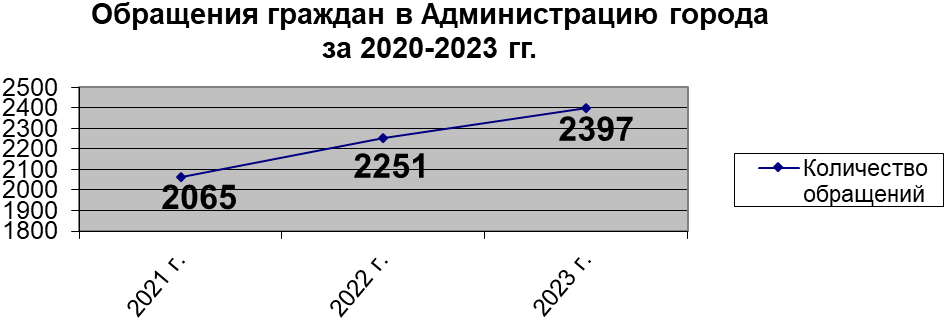 Обращения граждан в Администрацию города
за 2020-2023 гг.
2500
2400
2300
2200
2100
2000
1900
1800
2065
2251
2397
2021 г.
2022 г.
2023 г.
Количество
обращений